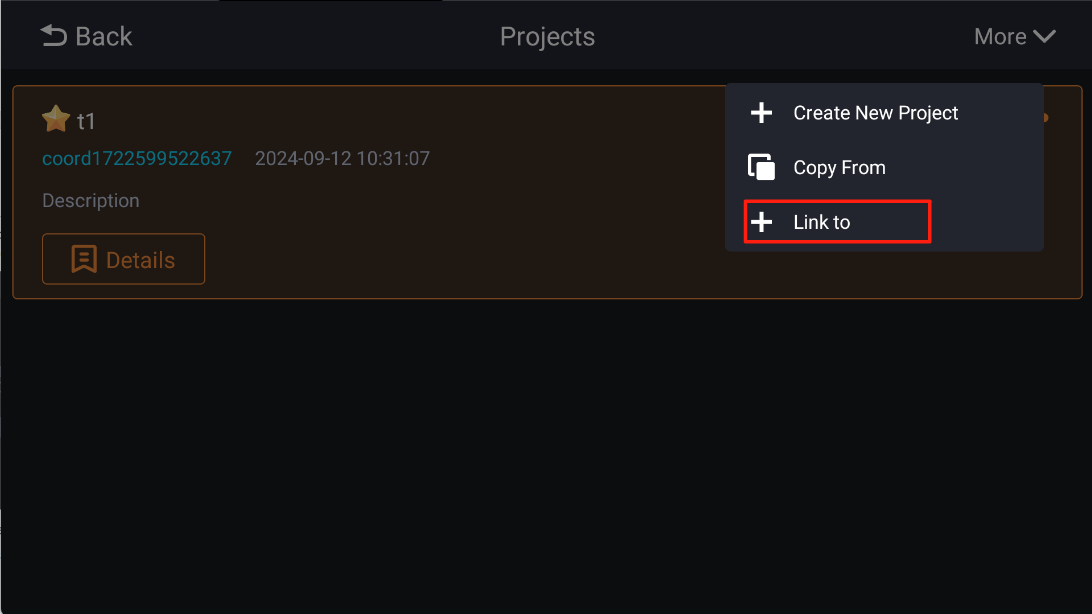 Back
Projects
More
t1
coord1722599522637 2024-09-12 10:31:07
Description
Details
Create New Project
Copy From
Link to